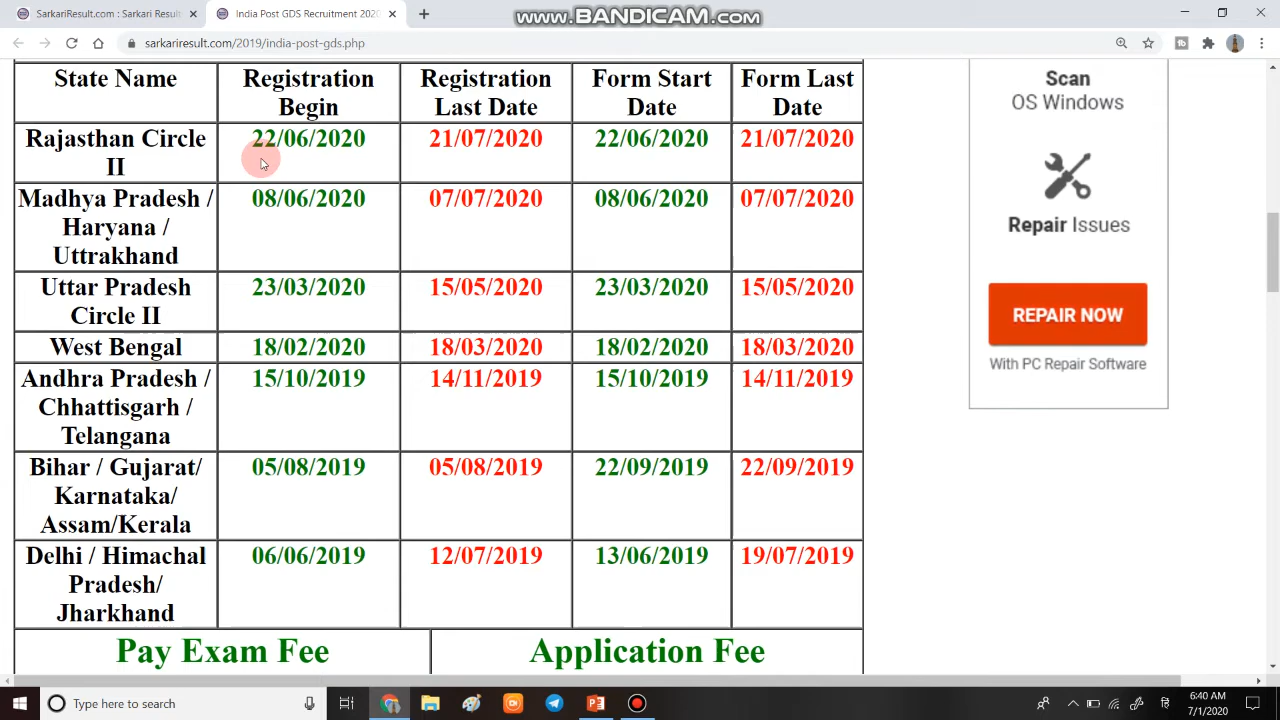 www.BANDICAM.com
SarkariResult.com : Sarkari Result
India Post GDS Recruitment 2020
sarkariresult.com/2019/india-post-gds.php
State Name Registration Begin Registration Last Date Form Start Date Form Last Date
Rajasthan Circle II 22/06/2020 21/07/2020 22/06/2020 21/07/2020
Madhya Pradesh / Haryana / Uttrakhand 08/06/2020 07/07/2020 08/06/2020 07/07/2020
Uttar Pradesh Circle II 23/03/2020 15/05/2020 23/03/2020 15/05/2020
West Bengal 18/02/2020 18/03/2020 18/02/2020 18/03/2020
Andhra Pradesh / Chhattisgarh / Telangana 15/10/2019 14/11/2019 15/10/2019 14/11/2019
Bihar / Gujarat/ Karnataka/ Assam/Kerala 05/08/2019 05/08/2019 22/09/2019 22/09/2019
Delhi / Himachal Pradesh/ Jharkhand 06/06/2019 12/07/2019 13/06/2019 19/07/2019
Pay Exam Fee Application Fee
Scan
OS Windows
Repair Issues
REPAIR NOW
With PC Repair Software
Type here to search
हि
6:40 AM
7/1/2020